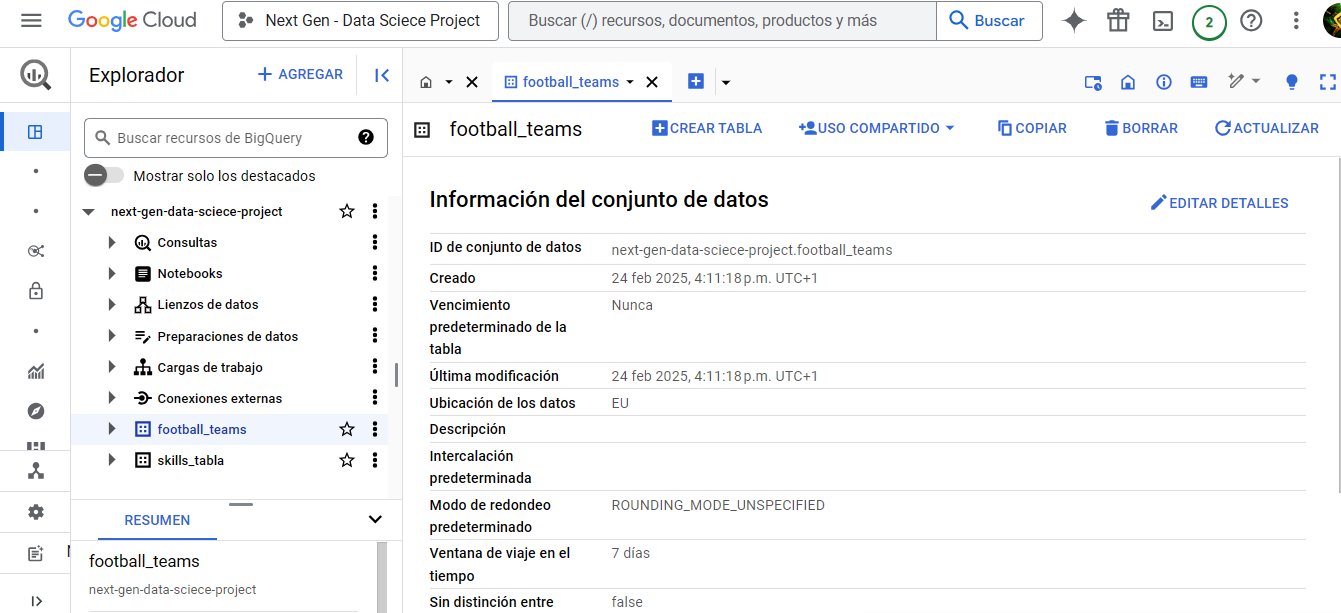 Google Cloud
Next Gen - Data Sciece Project
Buscar (/) recursos, documentos, productos y más
Buscar
2
Explorador
AGREGAR
football_teams
Buscar recursos de BigQuery
Mostrar solo los destacados
next-gen-data-sciece-project
Consultas
Notebooks
Lienzos de datos
Preparaciones de datos
Cargas de trabajo
Conexiones externas
football_teams
skills_tabla
RESUMEN
football_teams
next-gen-data-sciece-project
football_teams
CREAR TABLA
USO COMPARTIDO
COPIAR
BORRAR
ACTUALIZAR
Información del conjunto de datos
EDITAR DETALLES
ID de conjunto de datos next-gen-data-sciece-project.football_teams
Creado 24 feb 2025, 4:11:18 p.m. UTC+1
Vencimiento Nunca
predeterminado de la
tabla
Última modificación 24 feb 2025, 4:11:18 p.m. UTC+1
Ubicación de los datos EU
Descripción
Intercalación
predeterminada
Modo de redondeo ROUNDING_MODE_UNSPECIFIED
predeterminado
Ventana de viaje en el 7 días
tiempo
Sin distinción entre false